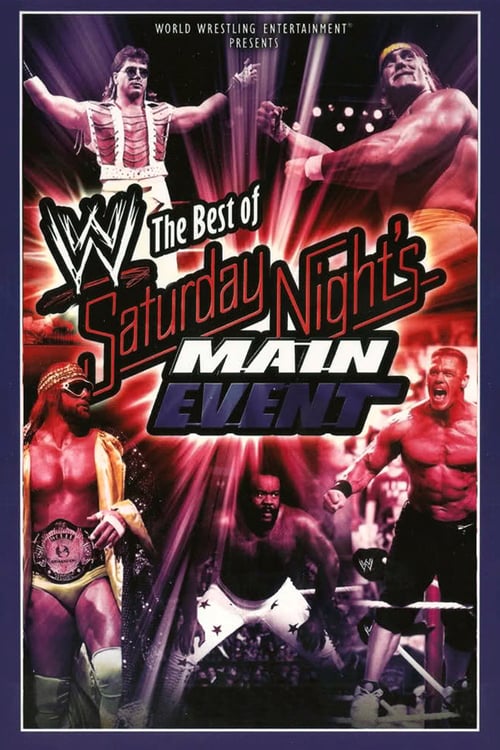 WORLD WRESTLING ENTERTAINMENT®
PRESENTS
W The Best of
Saturday Night's
MAIN
EVENT